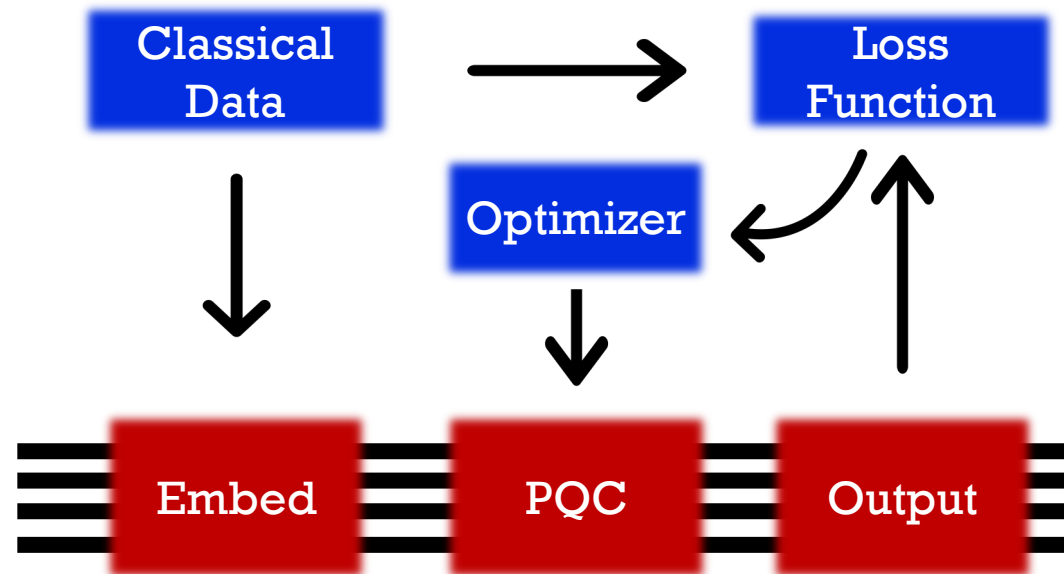 Classical
Data
Loss
Function
Optimizer
Embed
PQC
Output